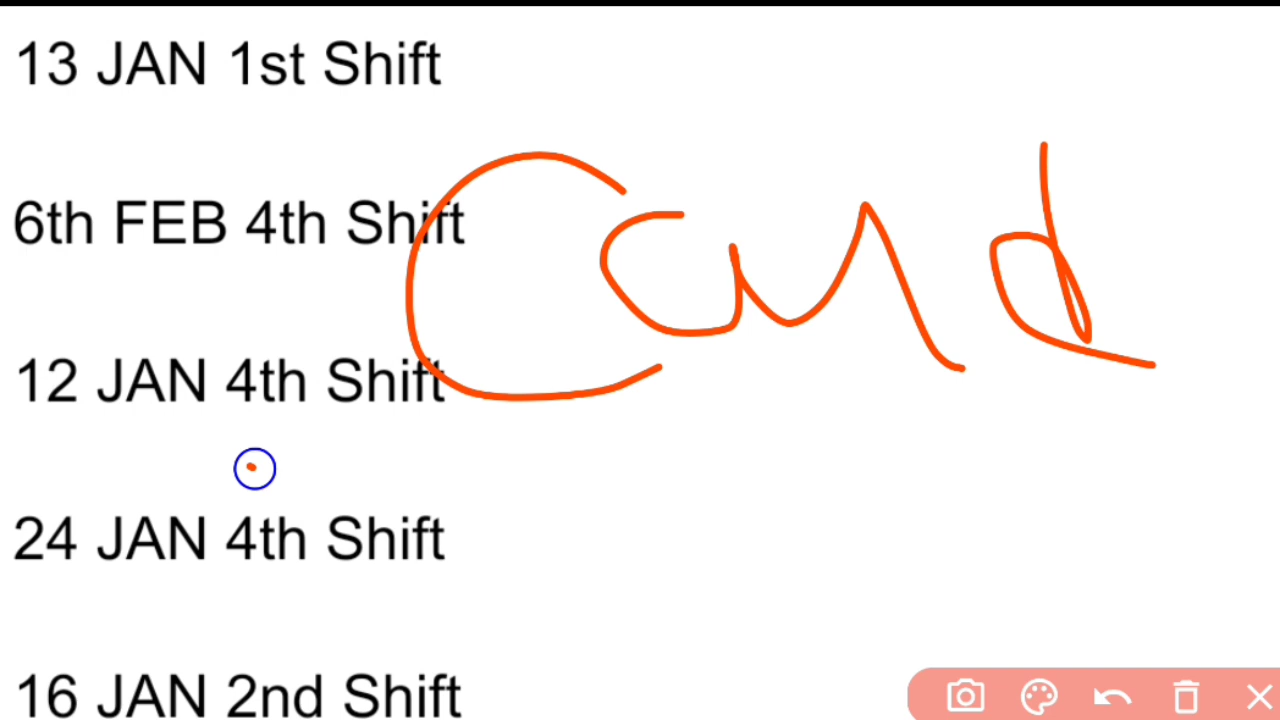 13 JAN 1st Shift
6th FEB 4th Shift
Cand
12 JAN 4th Shift
24 JAN 4th Shift
16 JAN 2nd Shift